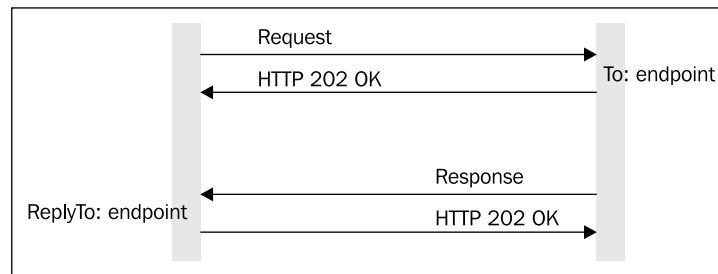 Request
HTTP 202 OK
To: endpoint
Response
ReplyTo: endpoint
HTTP 202 OK